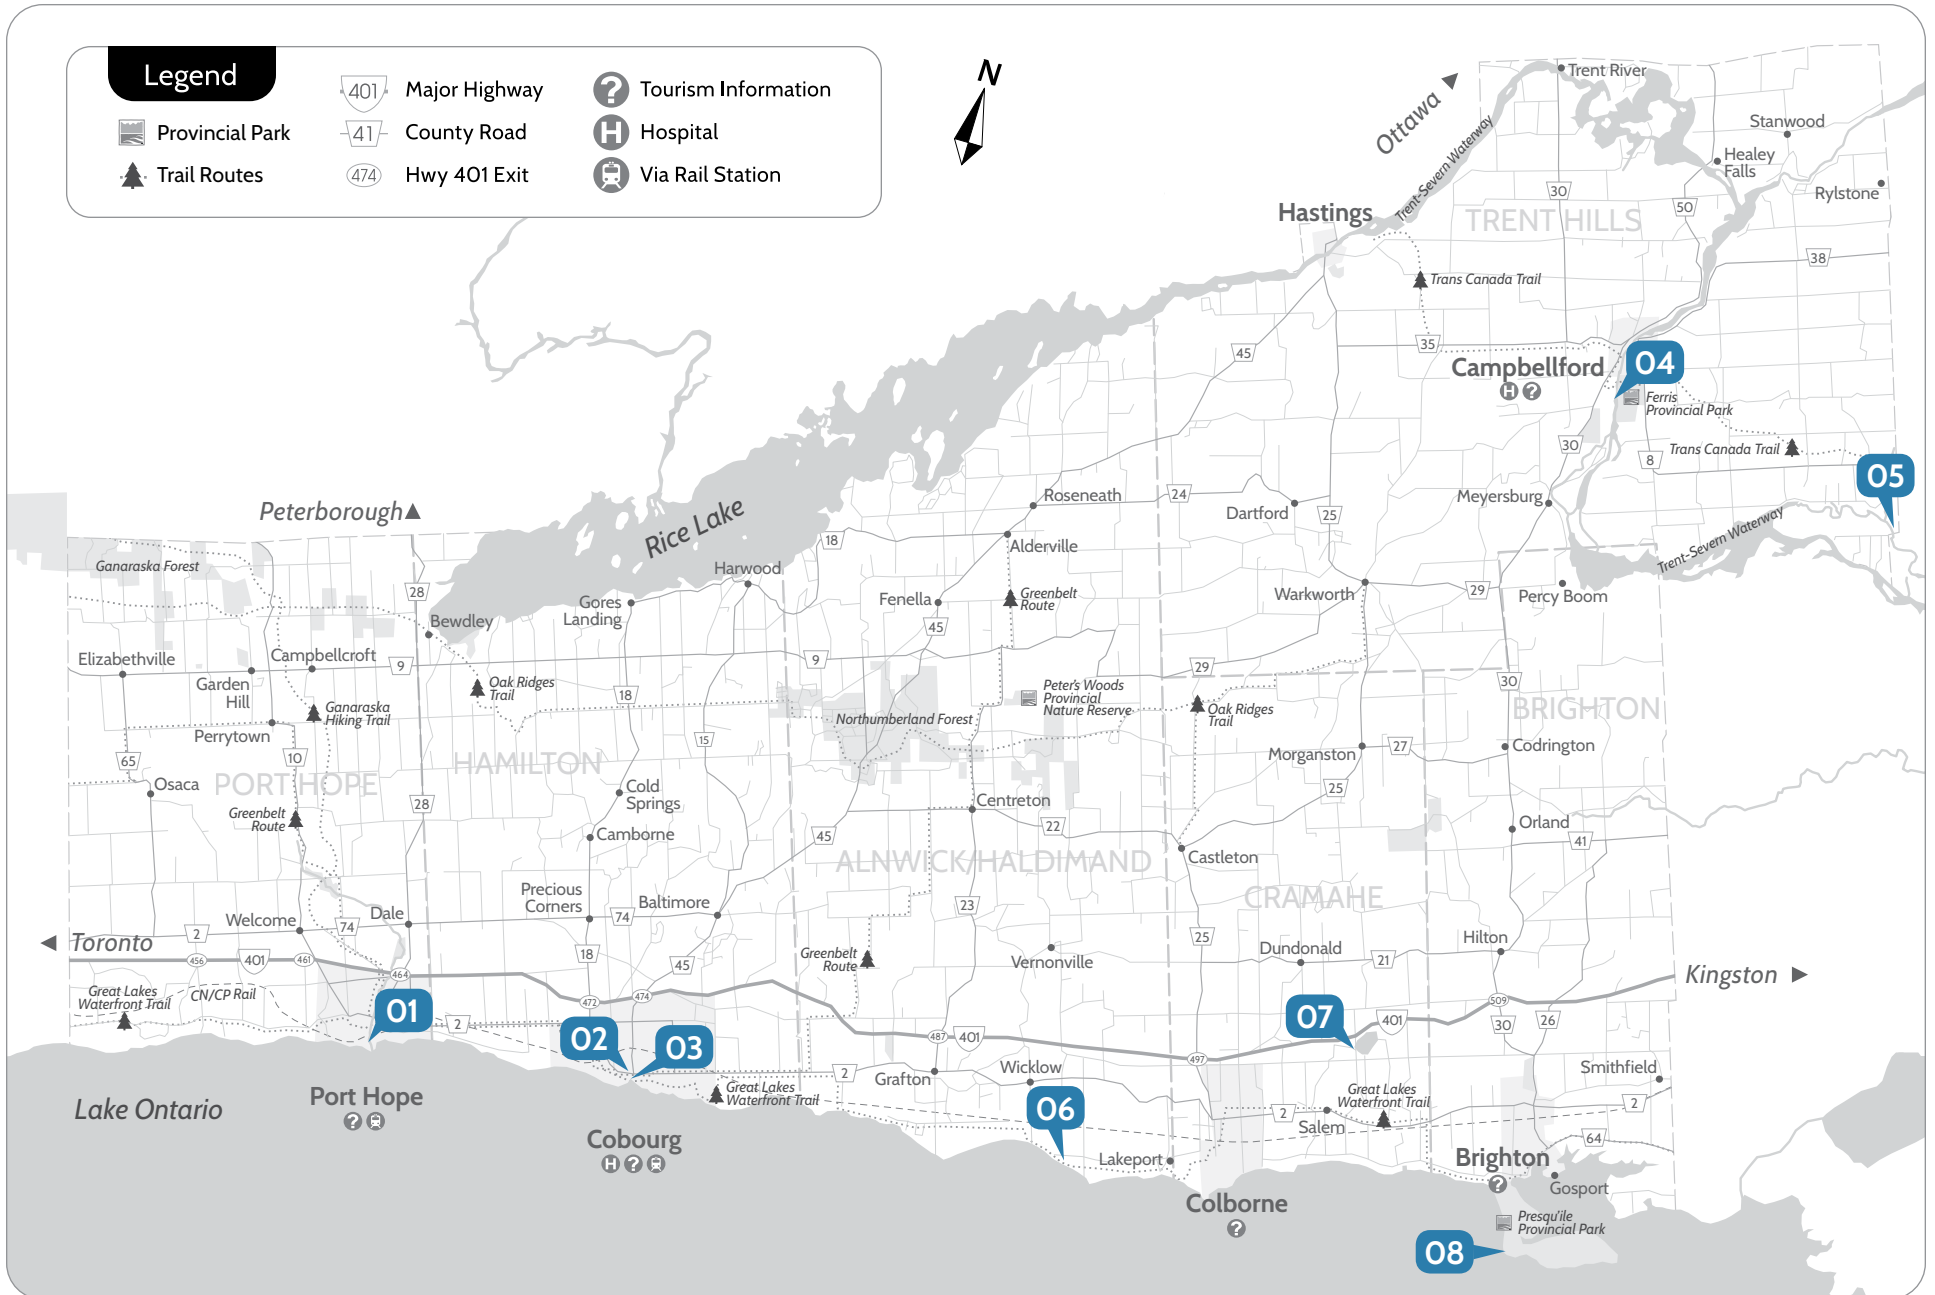 Legend
Provincial Park
Trail Routes
401
Major Highway
41
County Road
474
Hwy 401 Exit
?
Tourism Information
H
Hospital
Via Rail Station
N
Ottawa
Trent-Severn Waterway
Trent River
Stanwood
Healey
Falls
Rylstone
30
50
38
TRENT HILLS
Hastings
Trans Canada Trail
35
45
Campbellford
H ?
04
Ferris
Provincial Park
Trans Canada Trail
30
8
05
Meyersburg
Trent-Severn Waterway
Peterborough
Rice Lake
Roseneath
24
Dartford
25
18
Alderville
Harwood
Ganaraska Forest
28
Gores
Landing
Fenella
45
Greenbelt
Route
Warkworth
29
Percy Boom
Bewdley
Elizabethville
Campbellcroft
9
9
29
Garden
Hill
Oak Ridges
Trail
18
Ganaraska
Hiking Trail
Peter's Woods
Provincial
Nature Reserve
Northumberland Forest
Oak Ridges
Trail
30
BRIGHTON
Perrytown
10
65
15
Morganston
27
Codrington
HAMILTON
PORT HOPE
Osaca
28
Cold
Springs
25
Greenbelt
Route
Camborne
45
Centreton
22
Orland
41
ALNWICK/HALDIMAND
Castleton
CRAMAHE
Precious
Corners
Baltimore
74
23
Welcome
74
Dale
2
Toronto
456
401
461
464
18
45
Greenbelt
Route
Vernonville
25
Dundonald
21
Hilton
Kingston
Great Lakes
Waterfront Trail
CN/CP Rail
01
2
472
474
02
03
487
401
497
07
401
509
30
26
Great Lakes
Waterfront Trail
2
Grafton
Wicklow
06
Smithfield
Great Lakes
Waterfront Trail
2
Salem
2
64
Lake Ontario
Port Hope
?
Cobourg
H ?
Lakeport
Colborne
?
Brighton
?
Gosport
Presqu'ile
Provincial Park
08